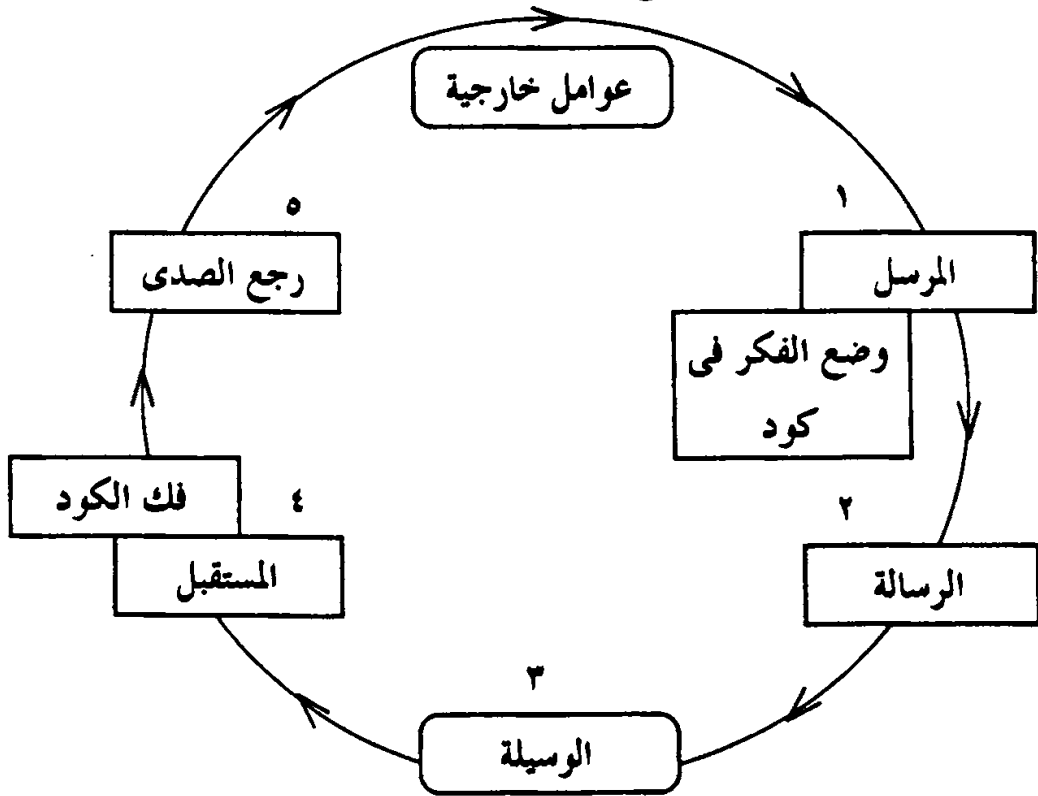 عوامل خارجية
١
المرسل
وضع الفكر فى
كود
٢
الرسالة
٣
الوسيلة
٤
فك الكود
المستقبل
٥
رجع الصدى